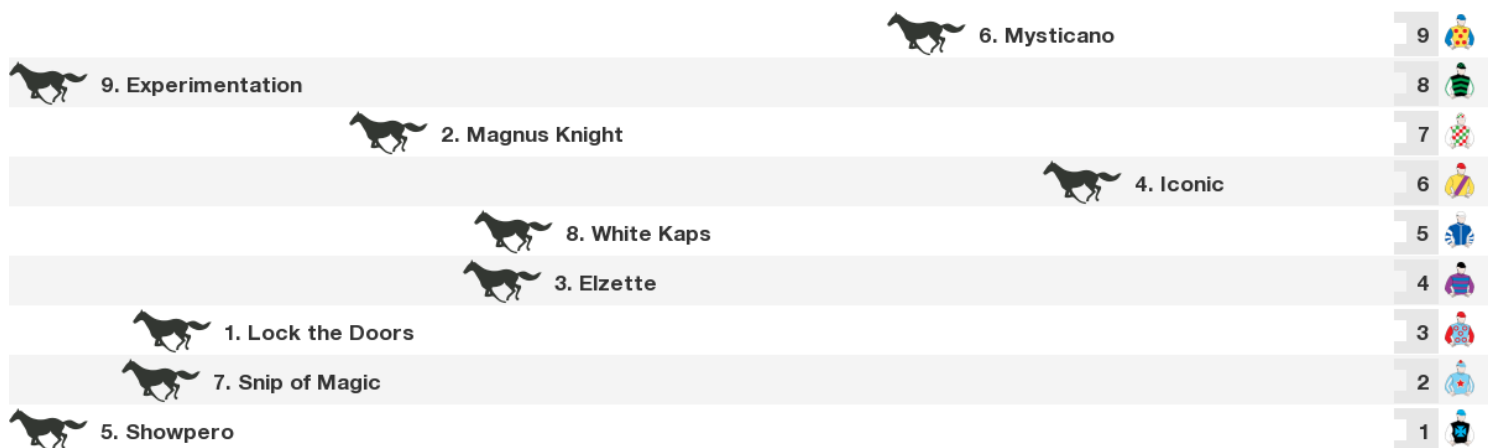 6. Mysticano 9
9. Experimentation 8
2. Magnus Knight 7
4. Iconic 6
8. White Kaps 5
3. Elzette 4
1. Lock the Doors 3
7. Snip of Magic 2
5. Showpero 1